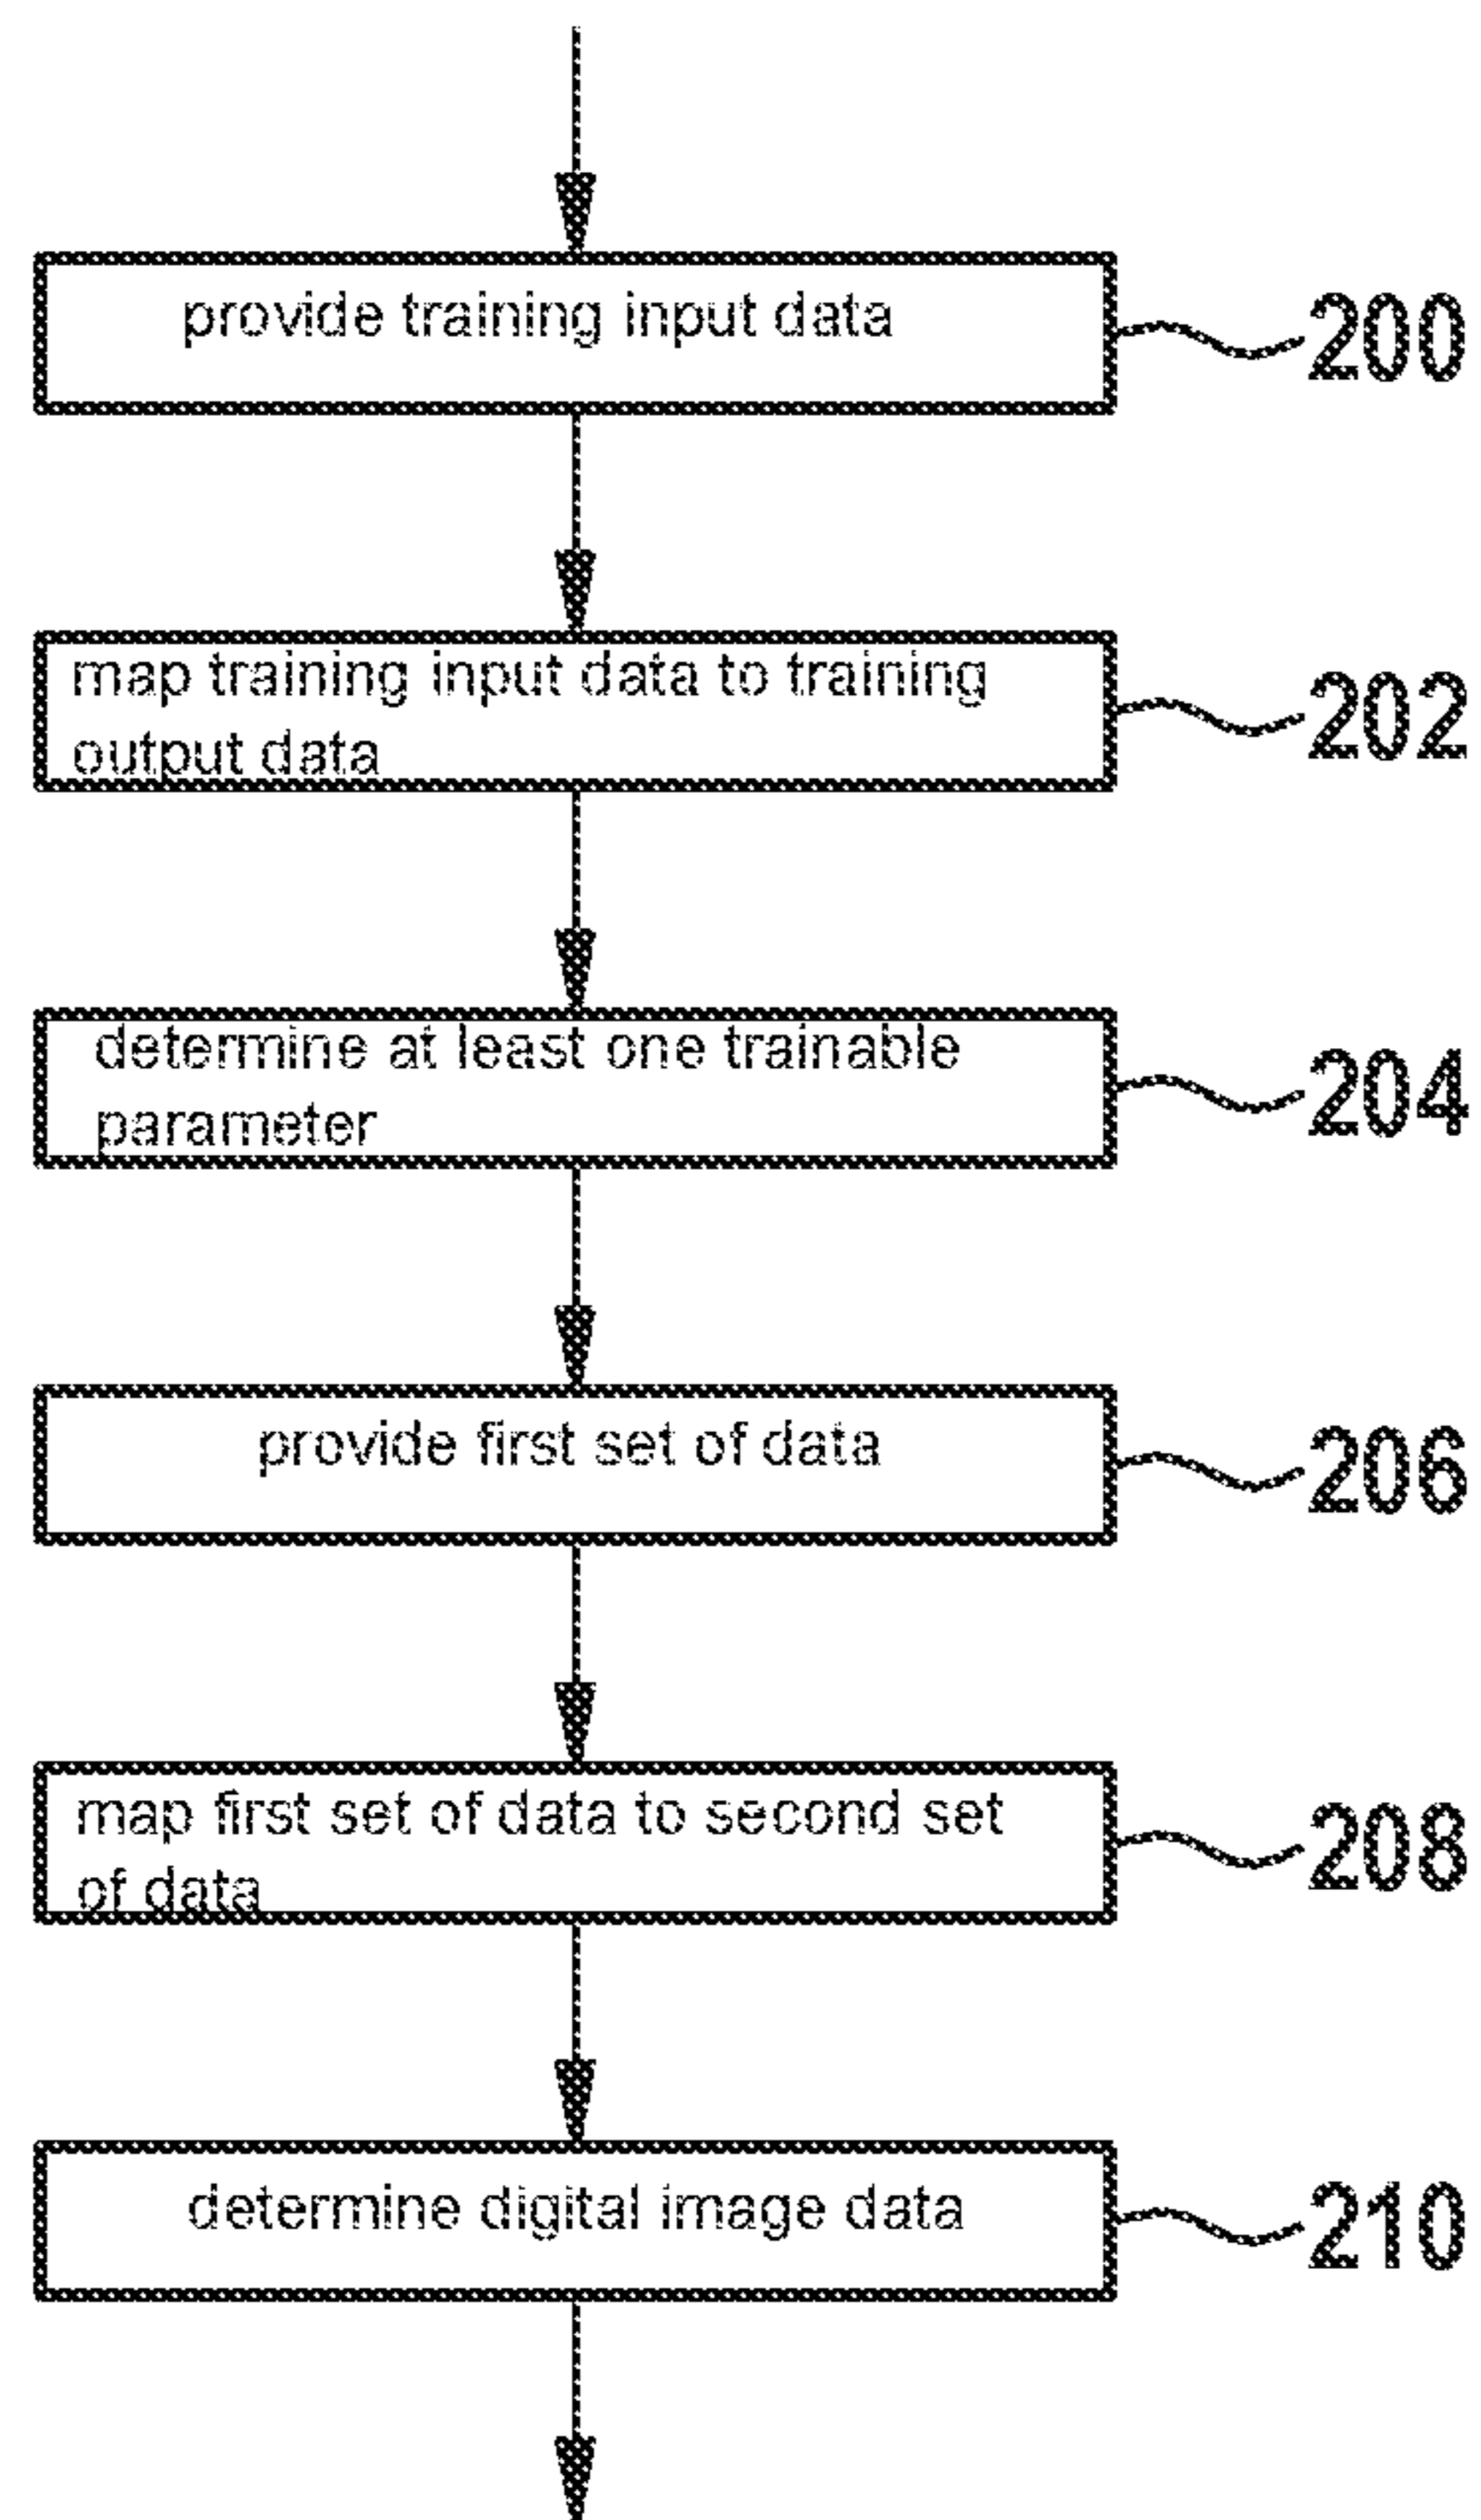 provide training input data
200
map training input data to training
output data
202
determine at least one trainable
parameter
204
provide first set of data
206
map first set of data to second set
of data
208
determine digital image data
210